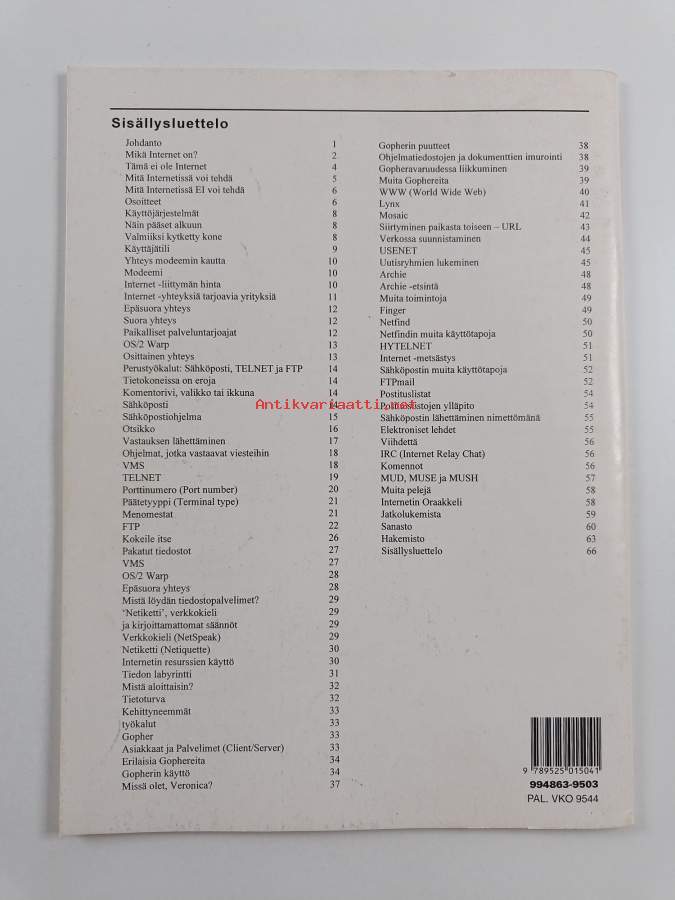 Sisällysluettelo
Johdanto 1
Mikä Internet on? 2
Tämä ei ole Internet 4
Mitä Internetissä voi tehdä 5
Mitä Internetissä EI voi tehdä 6
Osoitteet 6
Käyttöjärjestelmät 8
Näin pääset alkuun 8
Valmiiksi kytketty kone 8
Käyttäjätili 9
Yhteys modeemin kautta 10
Modeemi 10
Internet -liittymän hinta 10
Internet -yhteyksiä tarjoavia yrityksiä 11
Epäsuora yhteys 12
Suora yhteys 12
Paikalliset palveluntarjoajat 12
OS/2 Warp 13
Osittainen yhteys 13
Perustyökalut: Sähköposti, TELNET ja FTP 14
Tietokoneissa on eroja 14
Komentorivi, valikko tai ikkuna 14
Sähköposti 14
Sähköpostiohjelma 15
Otsikko 16
Vastauksen lähettäminen 17
Ohjelmat, jotka vastaavat viesteihin 18
VMS 18
TELNET 19
Porttinumero (Port number) 20
Päätetyyppi (Terminal type) 21
Menomestat 21
FTP 22
Kokeile itse 26
Pakatut tiedostot 27
VMS 27
OS/2 Warp 28
Epäsuora yhteys 28
Mistä löydän tiedostopalvelimet? 29
'Netiketti', verkkokieli 29
ja kirjoittamattomat säännöt 29
Verkkokieli (NetSpeak) 29
Netiketti (Netiquette) 30
Internetin resurssien käyttö 30
Tiedon labyrintti 31
Mistä aloittaisin? 32
Tietoturva 32
Kehittyneemmät 33
työkalut 33
Gopher 33
Asiakkaat ja Palvelimet (Client/Server) 33
Erilaisia Gophereita 34
Gopherin käyttö 34
Missä olet, Veronica? 37
Gopherin puutteet 38
Ohjelmatiedostojen ja dokumenttien imurointi 38
Gopheravaruudessa liikkuminen 39
Muita Gophereita 39
WWW (World Wide Web) 40
Lynx 41
Mosaic 42
Siirtyminen paikasta toiseen – URL 43
Verkossa suunnistaminen 44
USENET 45
Uutisryhmien lukeminen 45
Archie 48
Archie -etsintä 48
Muita toimintoja 49
Finger 49
Netfind 50
Netfindin muita käyttötapoja 50
HYTELNET 51
Internet -metsästys 51
Sähköpostin muita käyttötapoja 52
FTPmail 52
Postituslistat 54
Postituslistojen ylläpito 54
Sähköpostin lähettäminen nimettömänä 55
Elektroniset lehdet 55
Viihdettä 56
IRC (Internet Relay Chat) 56
Komennot 56
MUD, MUSE ja MUSH 57
Muita pelejä 58
Internetin Oraakkeli 58
Jatkolukemista 59
Sanasto 60
Hakemisto 63
Sisällysluettelo 66
Antikvariaatti.net
9 789525 015041
994863-9503
PAL. VKO 9544